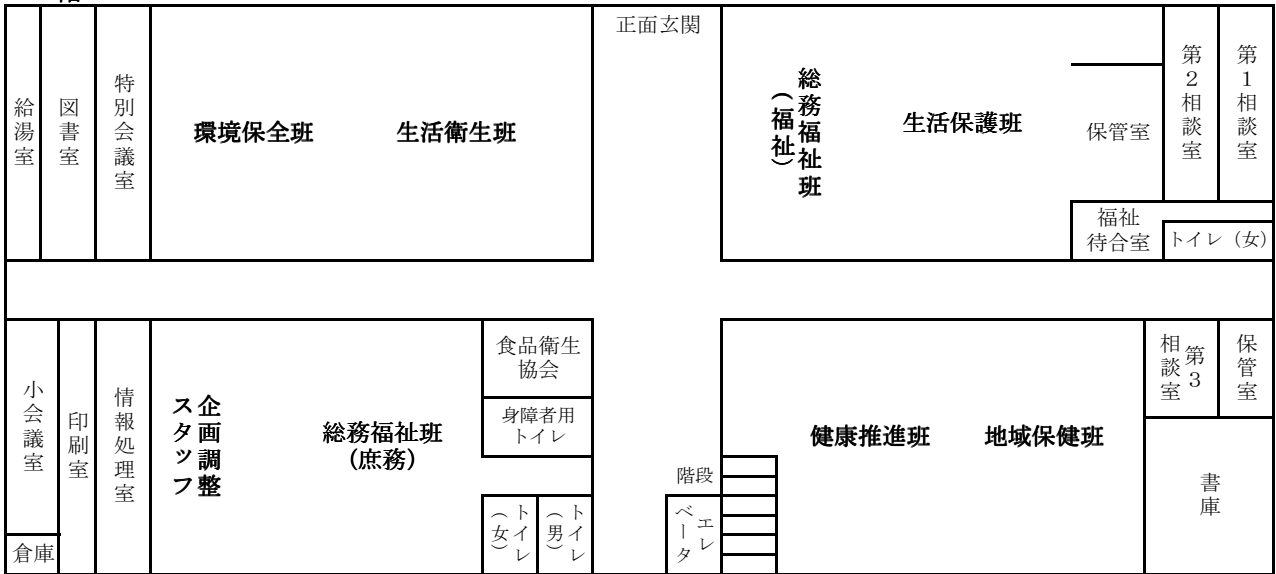 正面玄関
給湯室
図書室
特別会議室
環境保全班
生活衛生班
総務福祉班
(福祉)
生活保護班
保管室
第2相談室
第1相談室
福祉
待合室
トイレ(女)
小会議室
倉庫
印刷室
情報処理室
企画調整
スタッフ
総務福祉班
(庶務)
食品衛生
協会
身障者用
トイレ
トイレ
(女)
トイレ
(男)
階段
エレ
ベータ
健康推進班
地域保健班
第3
相談室
保管室
書庫